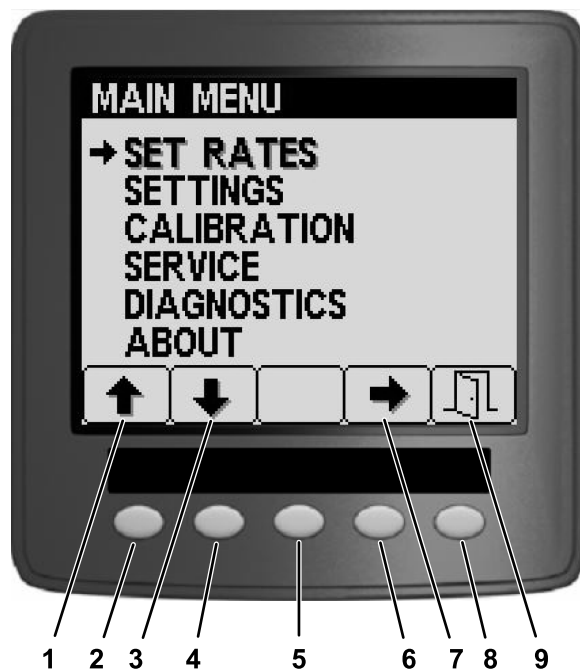 MAIN MENU
SET RATES
SETTINGS
CALIBRATION
SERVICE
DIAGNOSTICS
ABOUT
1 2 3 4 5 6 7 8 9